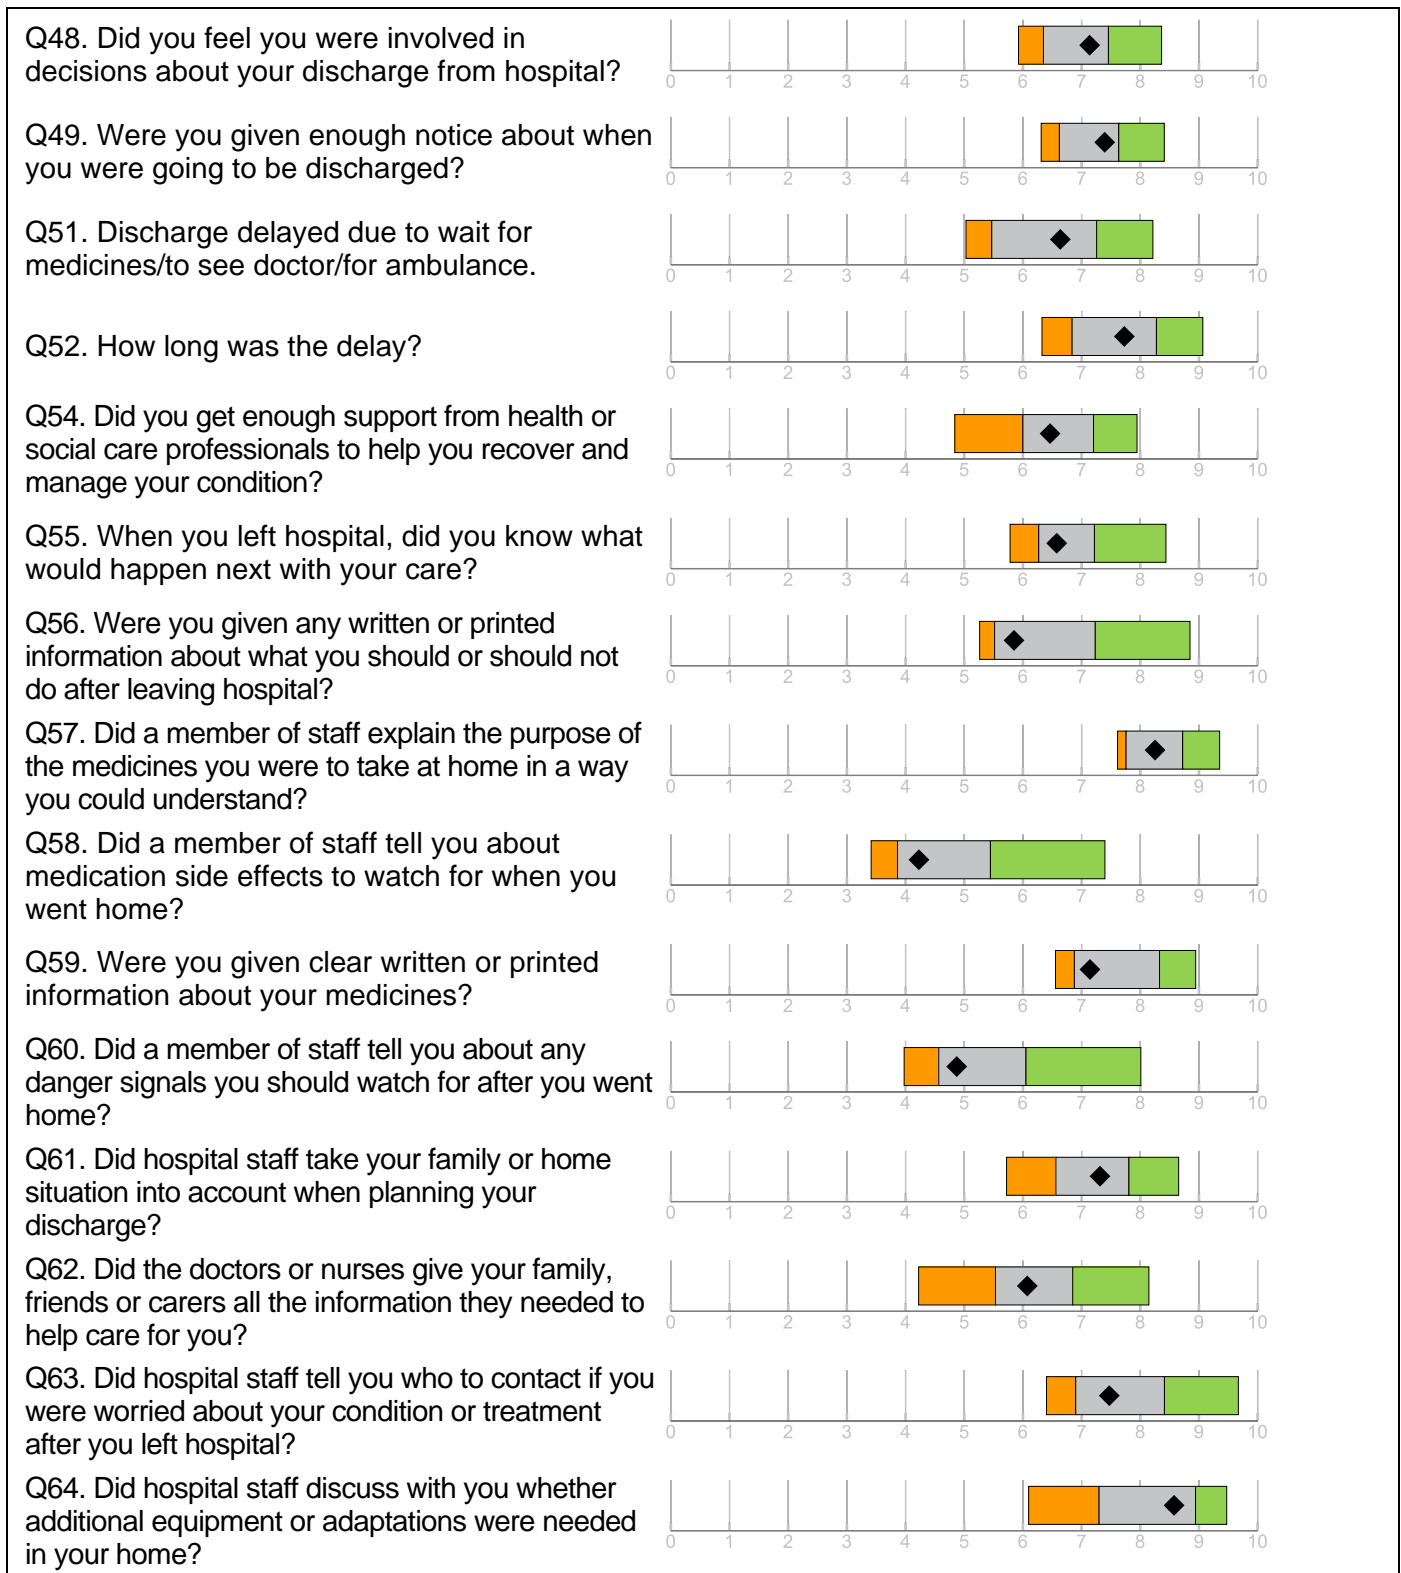 Q48. Did you feel you were involved in
decisions about your discharge from hospital?
0 1 2 3 4 5 6 7 8 9 10
Q49. Were you given enough notice about when
you were going to be discharged?
0 1 2 3 4 5 6 7 8 9 10
Q51. Discharge delayed due to wait for
medicines/to see doctor/for ambulance.
0 1 2 3 4 5 6 7 8 9 10
Q52. How long was the delay?
0 1 2 3 4 5 6 7 8 9 10
Q54. Did you get enough support from health or
social care professionals to help you recover and
manage your condition?
0 1 2 3 4 5 6 7 8 9 10
Q55. When you left hospital, did you know what
would happen next with your care?
0 1 2 3 4 5 6 7 8 9 10
Q56. Were you given any written or printed
information about what you should or should not
do after leaving hospital?
0 1 2 3 4 5 6 7 8 9 10
Q57. Did a member of staff explain the purpose of
the medicines you were to take at home in a way
you could understand?
0 1 2 3 4 5 6 7 8 9 10
Q58. Did a member of staff tell you about
medication side effects to watch for when you
went home?
0 1 2 3 4 5 6 7 8 9 10
Q59. Were you given clear written or printed
information about your medicines?
0 1 2 3 4 5 6 7 8 9 10
Q60. Did a member of staff tell you about any
danger signals you should watch for after you went
home?
0 1 2 3 4 5 6 7 8 9 10
Q61. Did hospital staff take your family or home
situation into account when planning your
discharge?
0 1 2 3 4 5 6 7 8 9 10
Q62. Did the doctors or nurses give your family,
friends or carers all the information they needed to
help care for you?
0 1 2 3 4 5 6 7 8 9 10
Q63. Did hospital staff tell you who to contact if you
were worried about your condition or treatment
after you left hospital?
0 1 2 3 4 5 6 7 8 9 10
Q64. Did hospital staff discuss with you whether
additional equipment or adaptations were needed
in your home?
0 1 2 3 4 5 6 7 8 9 10